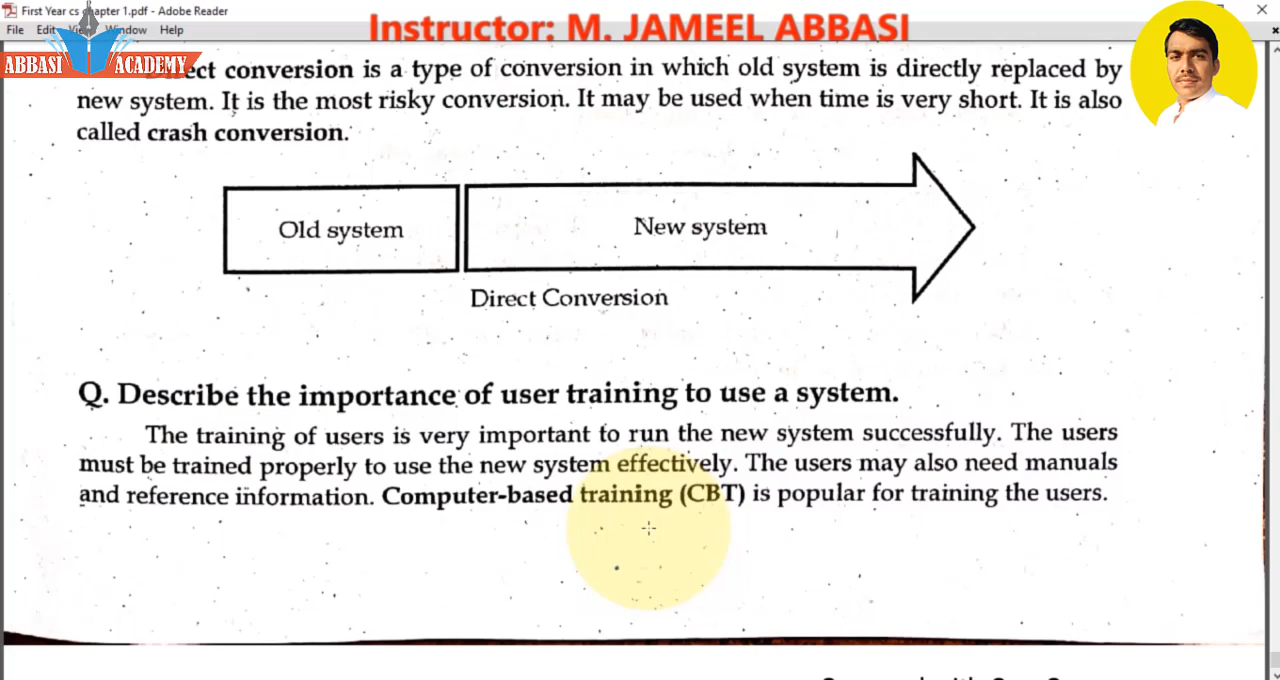 First Year cs chapter 1.pdf - Adobe Reader
Instructor: M. JAMEEL ABBASI
File Edit View Window Help
ABBASI ACADEMY
Direct conversion is a type of conversion in which old system is directly replaced by
new system. It is the most risky conversion. It may be used when time is very short. It is also
called crash conversion.
Old system
New system
Direct Conversion
Q. Describe the importance of user training to use a system.
The training of users is very important to run the new system successfully. The users
must be trained properly to use the new system effectively. The users may also need manuals
and reference information. Computer-based training (CBT) is popular for training the users.